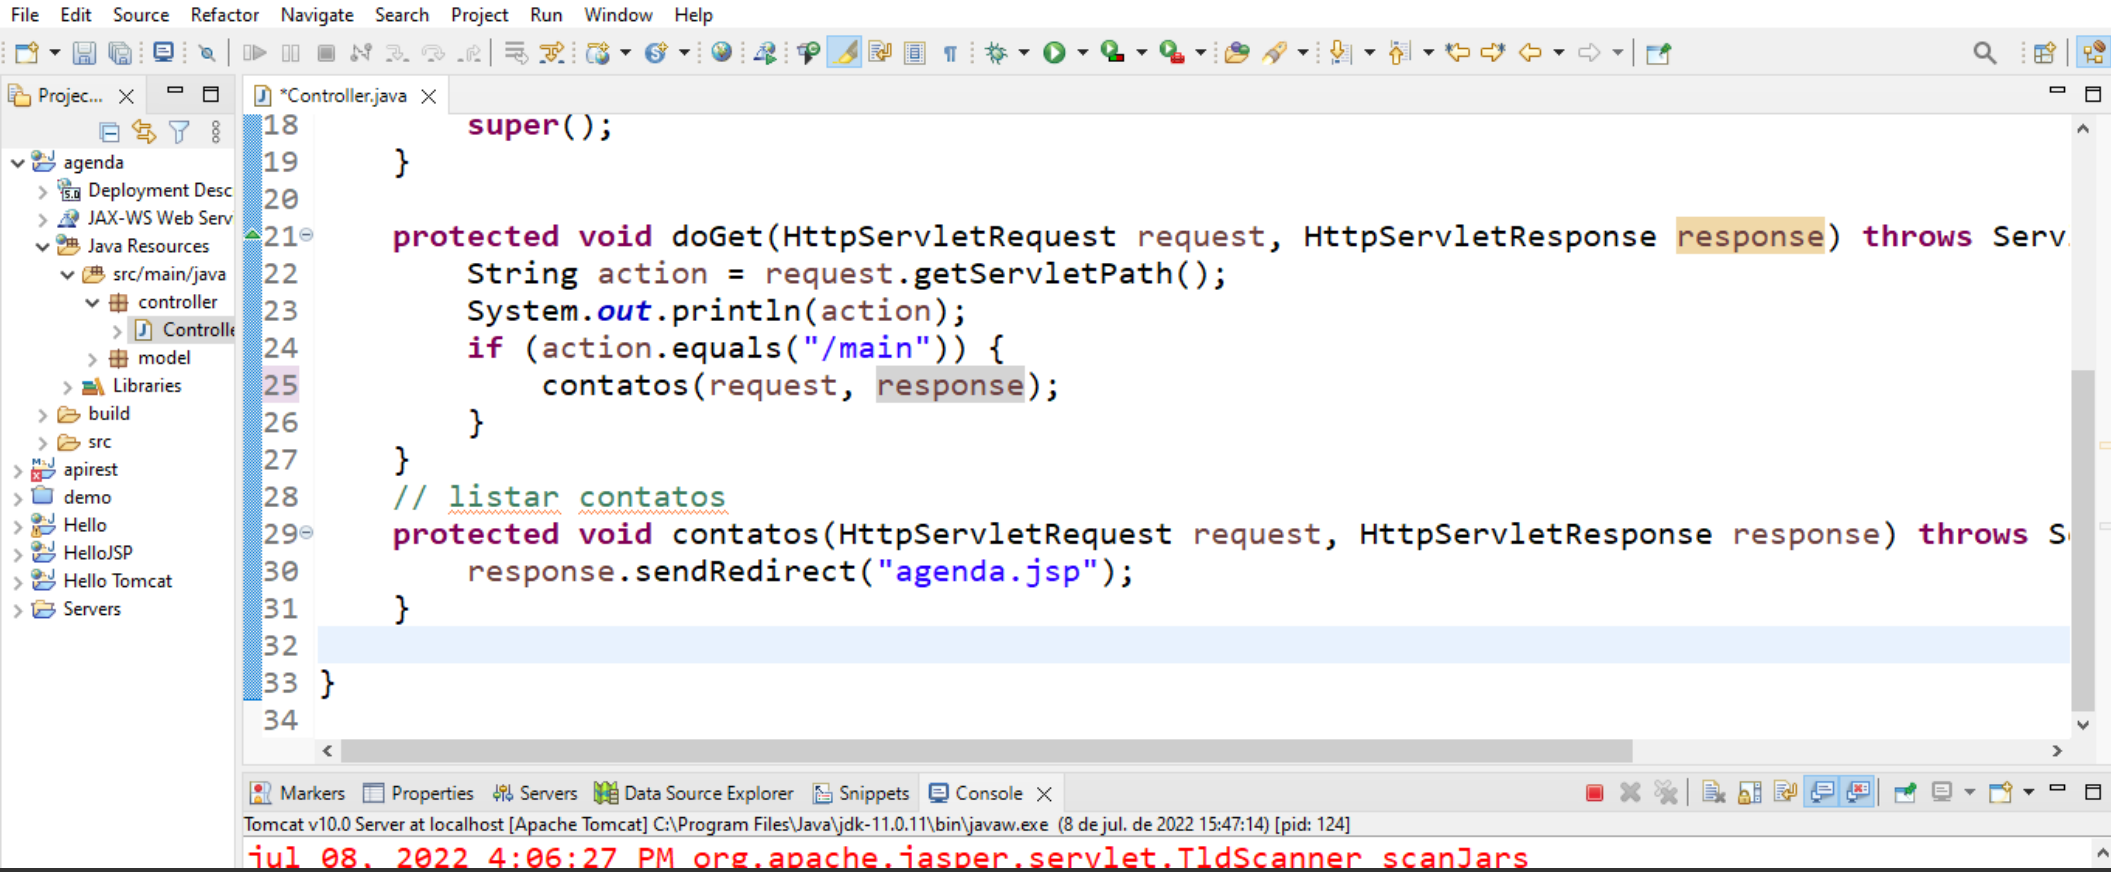 File Edit Source Refactor Navigate Search Project Run Window Help
Projec...
agenda
Deployment Desc
JAX-WS Web Serv
Java Resources
src/main/java
controller
Controlle
model
Libraries
build
src
apirest
demo
Hello
HelloJSP
Hello Tomcat
Servers
*Controller.java
18 super();
19 }
20
21 protected void doGet(HttpServletRequest request, HttpServletResponse response) throws Serv
22 String action = request.getServletPath();
23 System.out.println(action);
24 if (action.equals("/main")) {
25 contatos(request, response);
26 }
27 }
28 // listar contatos
29 protected void contatos(HttpServletRequest request, HttpServletResponse response) throws S
30 response.sendRedirect("agenda.jsp");
31 }
32
33 }
34
Markers Properties Servers Data Source Explorer Snippets Console
Tomcat v10.0 Server at localhost [Apache Tomcat] C:\Program Files\Java\jdk-11.0.11\bin\javaw.exe (8 de jul. de 2022 15:47:14) [pid: 124]
jul 08, 2022 4:06:27 PM org.apache.jasper.servlet.TldScanner scanJars